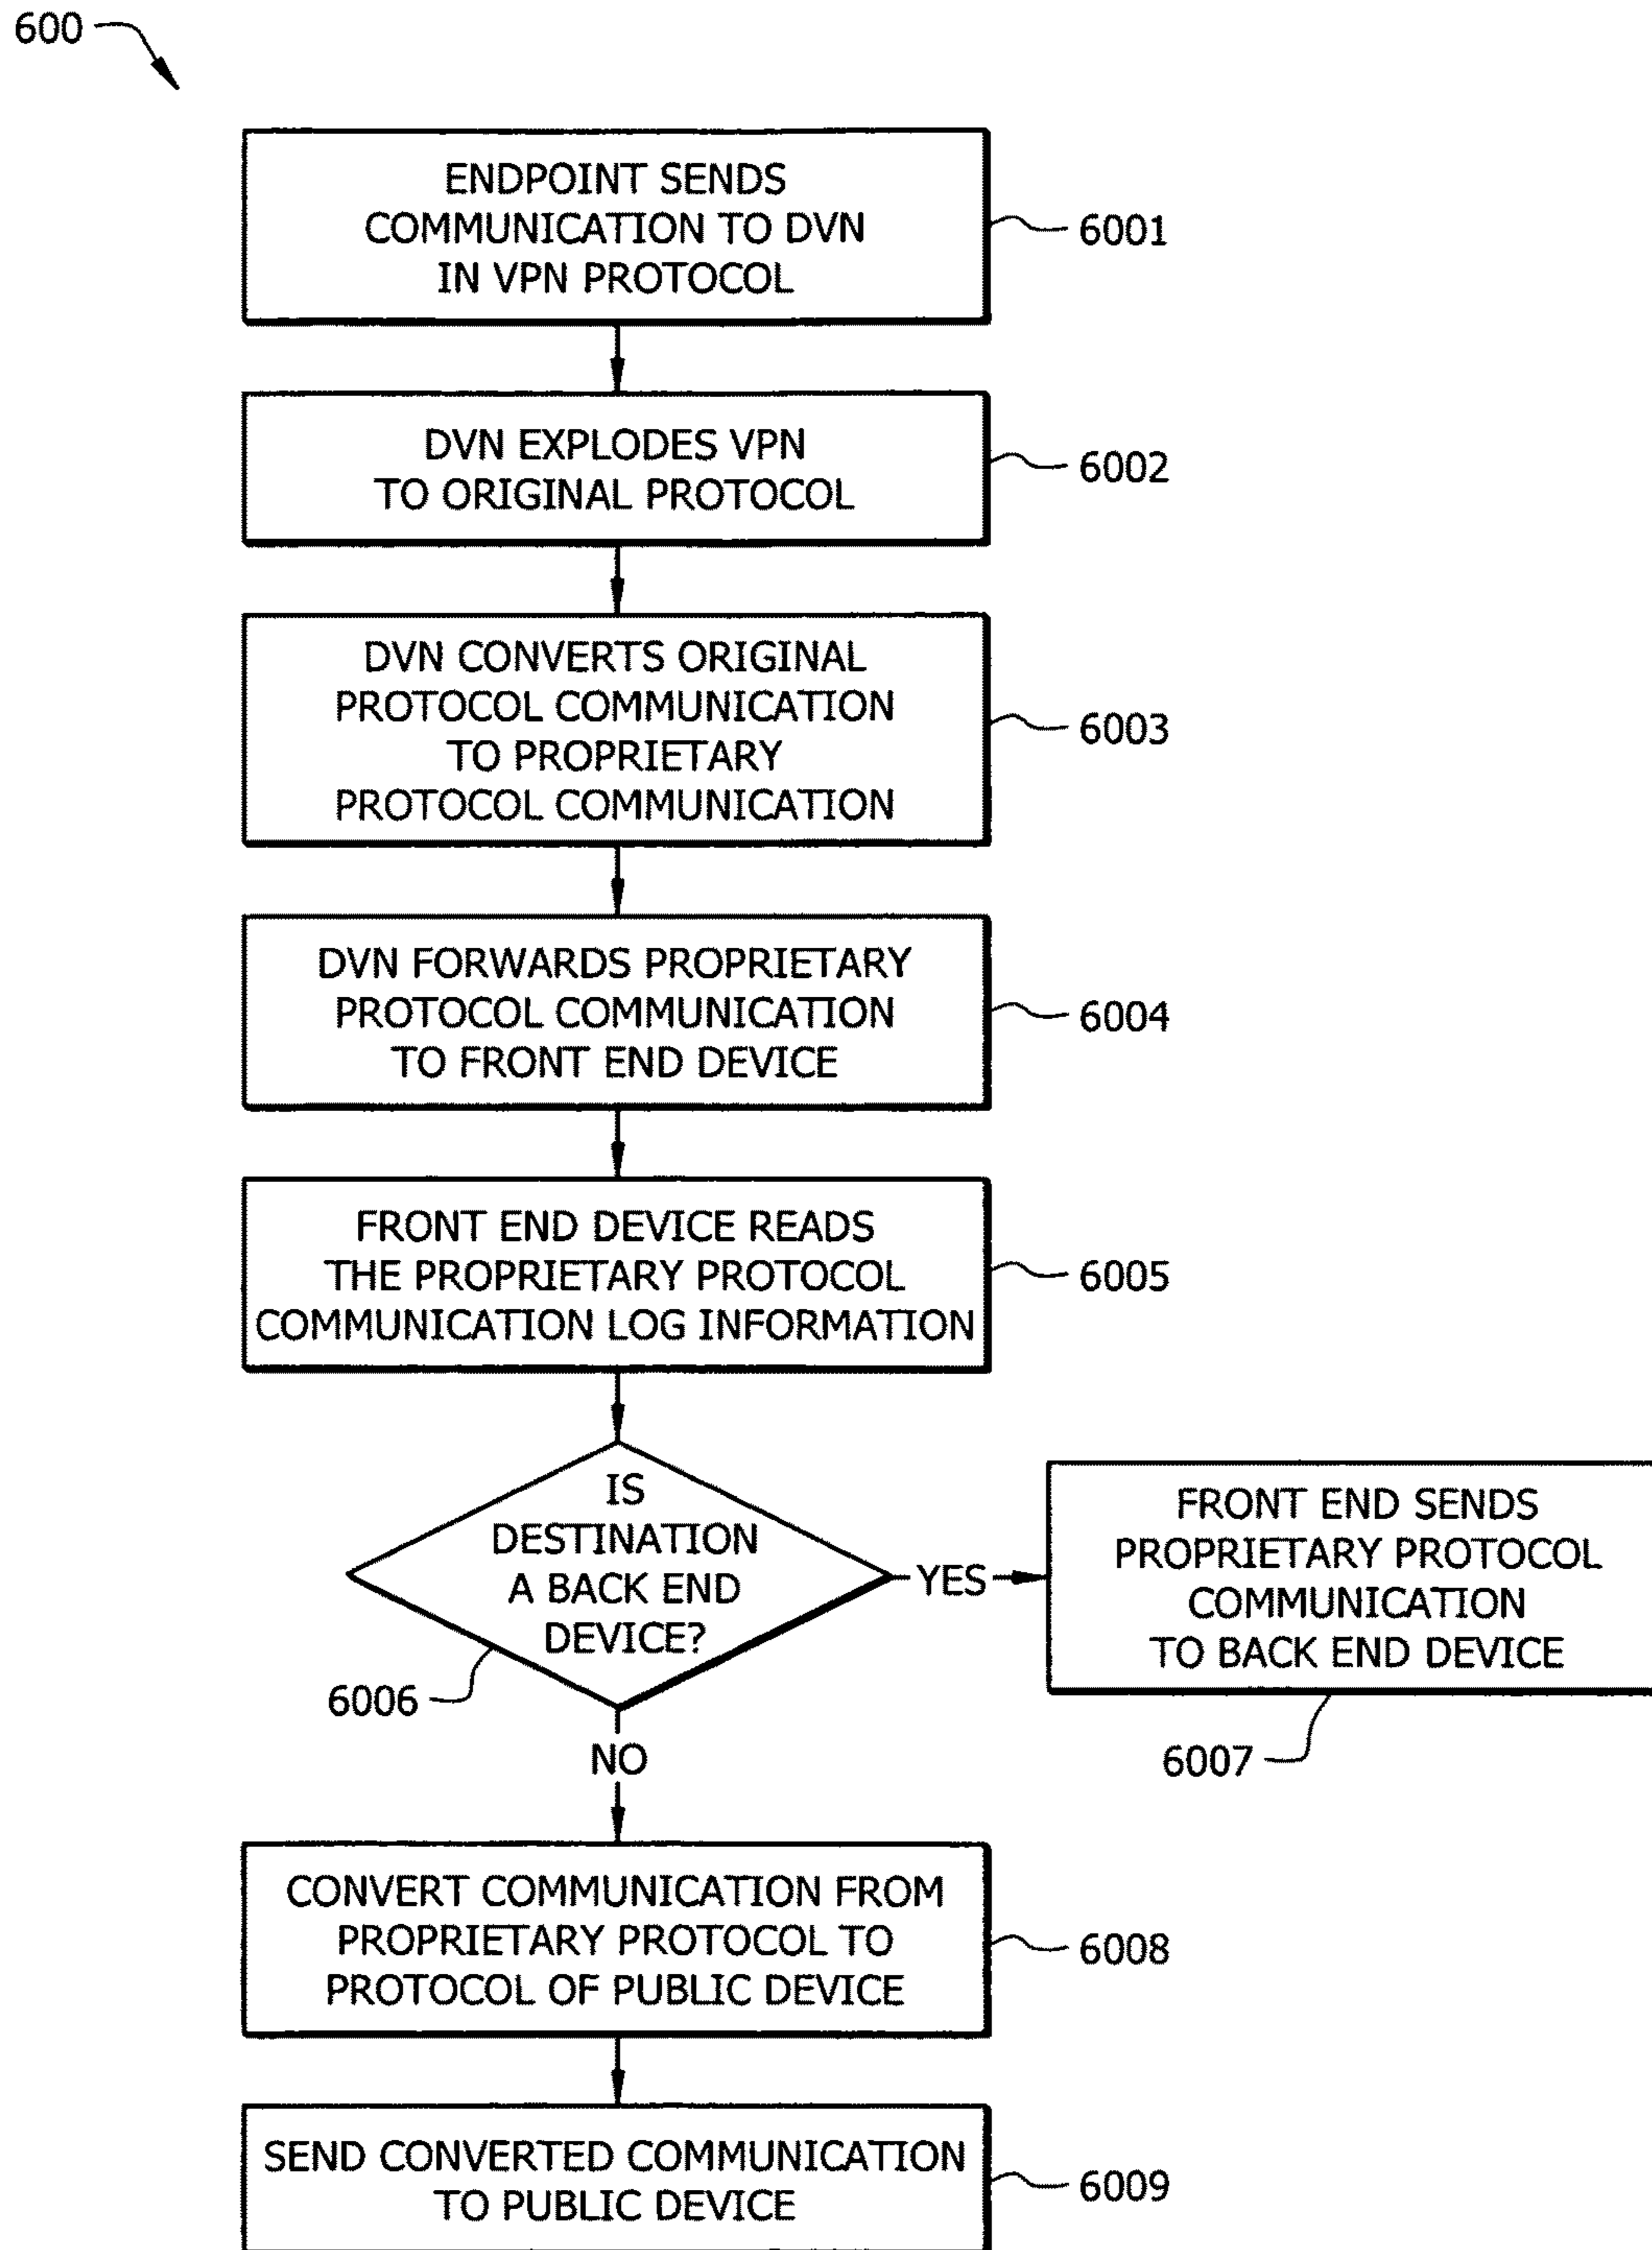 600
ENDPOINT SENDS
COMMUNICATION TO DVN
IN VPN PROTOCOL
6001
DVN EXPLODES VPN
TO ORIGINAL PROTOCOL
6002
DVN CONVERTS ORIGINAL
PROTOCOL COMMUNICATION
TO PROPRIETARY
PROTOCOL COMMUNICATION
6003
DVN FORWARDS PROPRIETARY
PROTOCOL COMMUNICATION
TO FRONT END DEVICE
6004
FRONT END DEVICE READS
THE PROPRIETARY PROTOCOL
COMMUNICATION LOG INFORMATION
6005
IS
DESTINATION
A BACK END
DEVICE?
6006
YES
FRONT END SENDS
PROPRIETARY PROTOCOL
COMMUNICATION
TO BACK END DEVICE
6007
NO
CONVERT COMMUNICATION FROM
PROPRIETARY PROTOCOL TO
PROTOCOL OF PUBLIC DEVICE
6008
SEND CONVERTED COMMUNICATION
TO PUBLIC DEVICE
6009